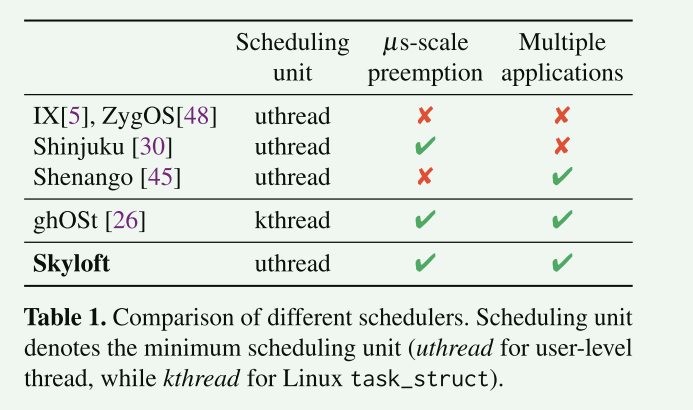 Scheduling unit μs-scale preemption Multiple applications
IX[5], ZygOS[48] uthread ✘ ✘
Shinjuku [30] uthread ✔ ✘
Shenango [45] uthread ✘ ✔
ghOSt [26] kthread ✔ ✔
Skyloft uthread ✔ ✔
Table 1. Comparison of different schedulers. Scheduling unit
denotes the minimum scheduling unit (uthread for user-level
thread, while kthread for Linux task_struct).